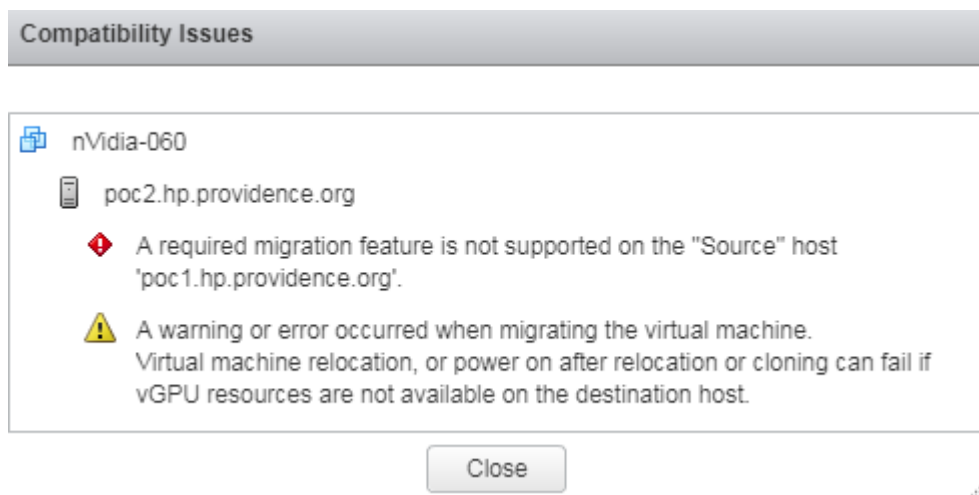 Compatibility Issues
nVidia-060
poc2.hp.providence.org
A required migration feature is not supported on the "Source" host
'poc1.hp.providence.org'.
A warning or error occurred when migrating the virtual machine.
Virtual machine relocation, or power on after relocation or cloning can fail if
vGPU resources are not available on the destination host.
Close